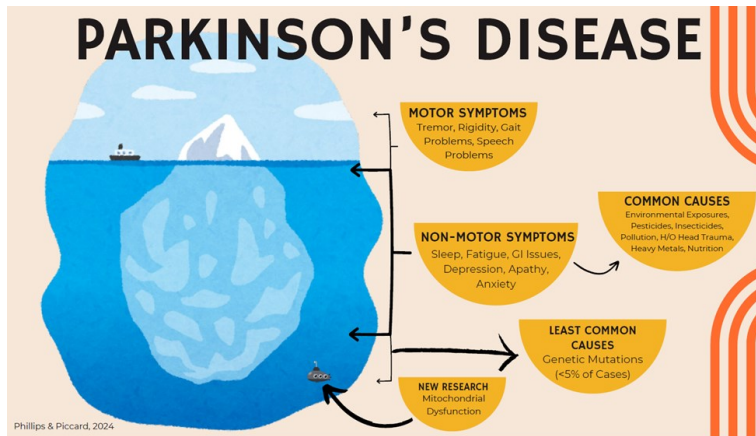 PARKINSON'S DISEASE
MOTOR SYMPTOMS
Tremor, Rigidity, Gait
Problems, Speech
Problems
NON-MOTOR SYMPTOMS
Sleep, Fatigue, GI Issues,
Depression, Apathy,
Anxiety
COMMON CAUSES
Environmental Exposures,
Pesticides, Insecticides,
Pollution, H/O Head Trauma,
Heavy Metals, Nutrition
LEAST COMMON
CAUSES
Genetic Mutations
(<5% of Cases)
NEW RESEARCH
Mitochondrial
Dysfunction
Phillips & Piccard, 2024